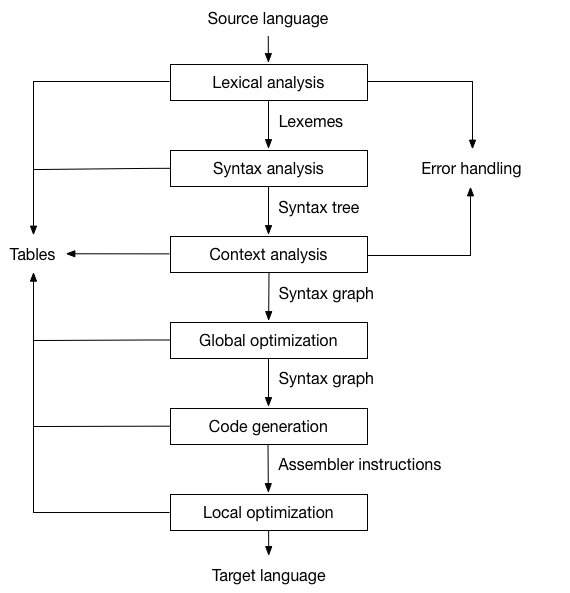 Source language
Lexical analysis
Lexemes
Syntax analysis
Error handling
Syntax tree
Tables
Context analysis
Syntax graph
Global optimization
Syntax graph
Code generation
Assembler instructions
Local optimization
Target language